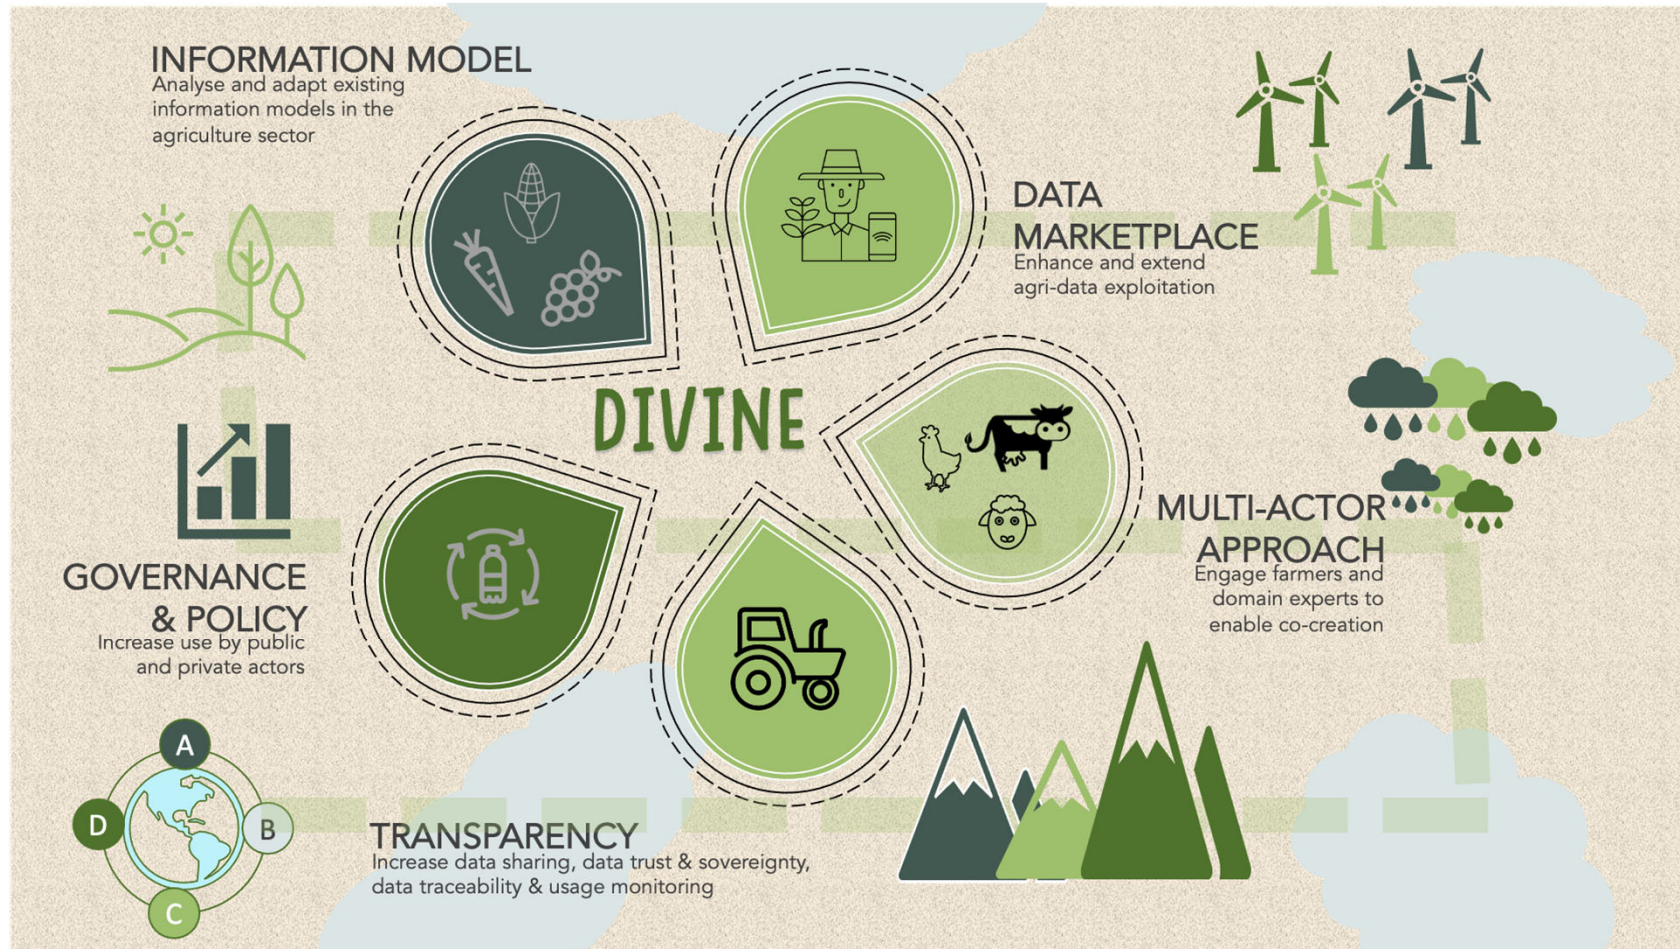 INFORMATION MODEL
Analyse and adapt existing
information models in the
agriculture sector
DATA
MARKETPLACE
Enhance and extend
agri-data exploitation
DIVINE
MULTI-ACTOR
APPROACH
Engage farmers and
domain experts to
enable co-creation
GOVERNANCE
& POLICY
Increase use by public
and private actors
A
D
B
C
TRANSPARENCY
Increase data sharing, data trust & sovereignty,
data traceability & usage monitoring